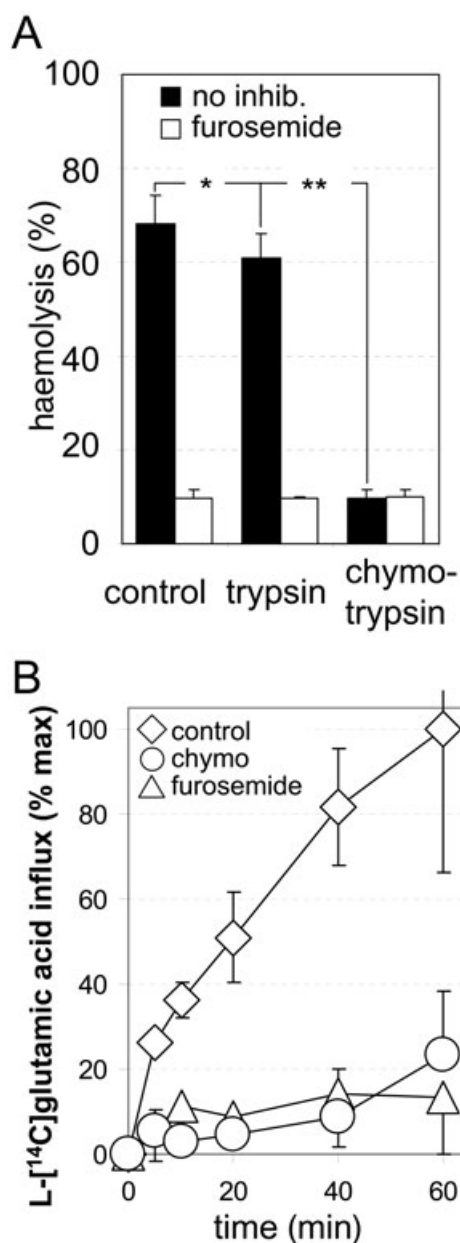 A
100
80
60
40
20
0
haemolysis (%)
no inhib.
furosemide
*
**
control trypsin chymo-
trypsin
B
100
80
60
40
20
0
L-[¹⁴C]glutamic acid influx (% max)
control
chymo
furosemide
0 20 40 60
time (min)